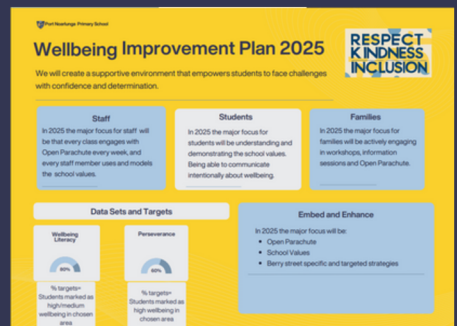 Port Noarlunga Primary School
Wellbeing Improvement Plan 2025
RESPECT
KINDNESS
INCLUSION
We will create a supportive environment that empowers students to face challenges
with confidence and determination.
Staff
In 2025 the major focus for staff will
be that every class engages with
Open Parachute every week, and
every staff member uses and models
the school values.
Students
In 2025 the major focus for
students will be understanding and
demonstrating the school values.
Being able to communicate
intentionally about wellbeing.
Families
In 2025 the major focus for
families will be actively engaging
in workshops, information
sessions and Open Parachute.
Data Sets and Targets
Wellbeing
Literacy
60%
% targets=
Students marked as
high/medium
wellbeing in chosen
area
Perseverance
60%
% targets=
Students marked as
high wellbeing in
chosen area
Embed and Enhance
In 2025 the major focus will be:
• Open Parachute
• School Values
• Berry street specific and targeted strategies